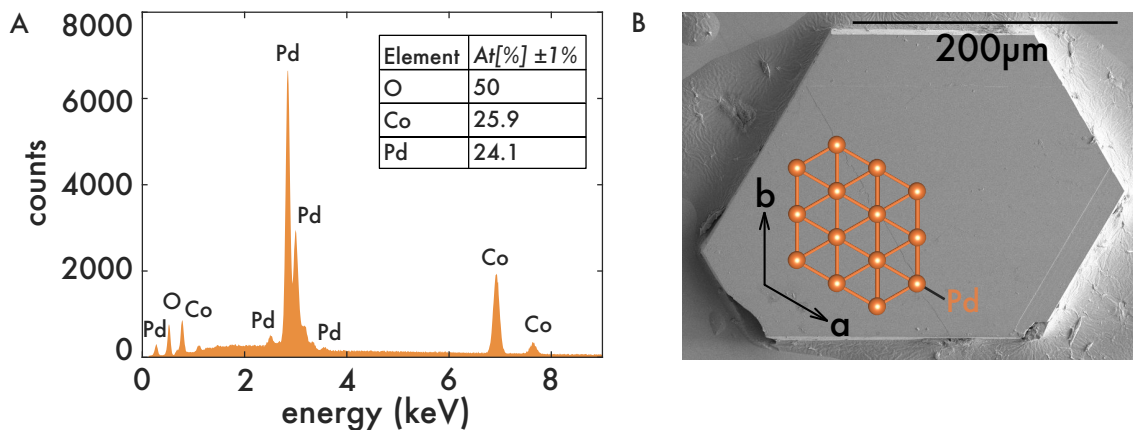 A
8000
6000
4000
2000
0
counts
Pd
Pd
Pd
O
Co
Pd
Pd
Co
Co
Element At[%] ±1%
O 50
Co 25.9
Pd 24.1
0 2 4 6 8
energy (keV)
B
200μm
b
a
Pd